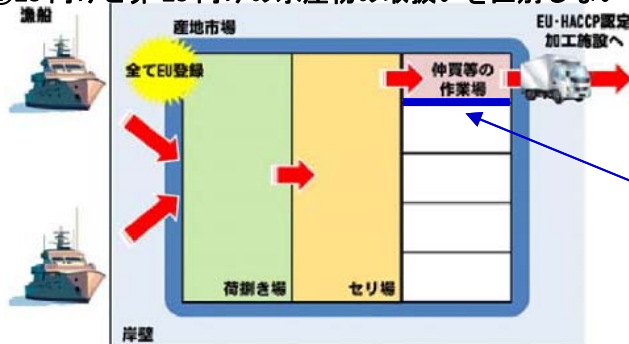 漁船
産地市場
EU・HACCP認定
加工施設へ
全てEU登録
仲買等の
作業場
荷捌き場
セリ場
岸壁